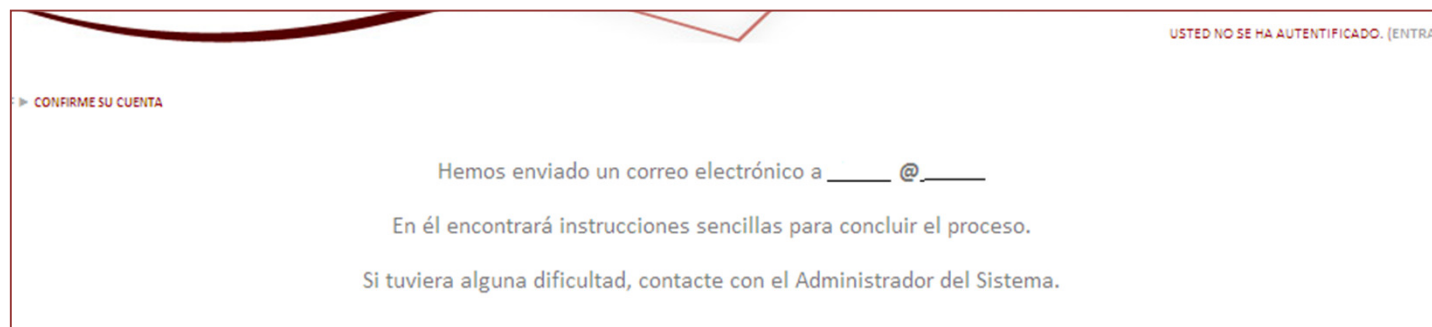 USTED NO SE HA AUTENTIFICADO. (ENTRA
► CONFIRME SU CUENTA
Hemos enviado un correo electrónico a ______ @ ______
En él encontrará instrucciones sencillas para concluir el proceso.
Si tuviera alguna dificultad, contacte con el Administrador del Sistema.